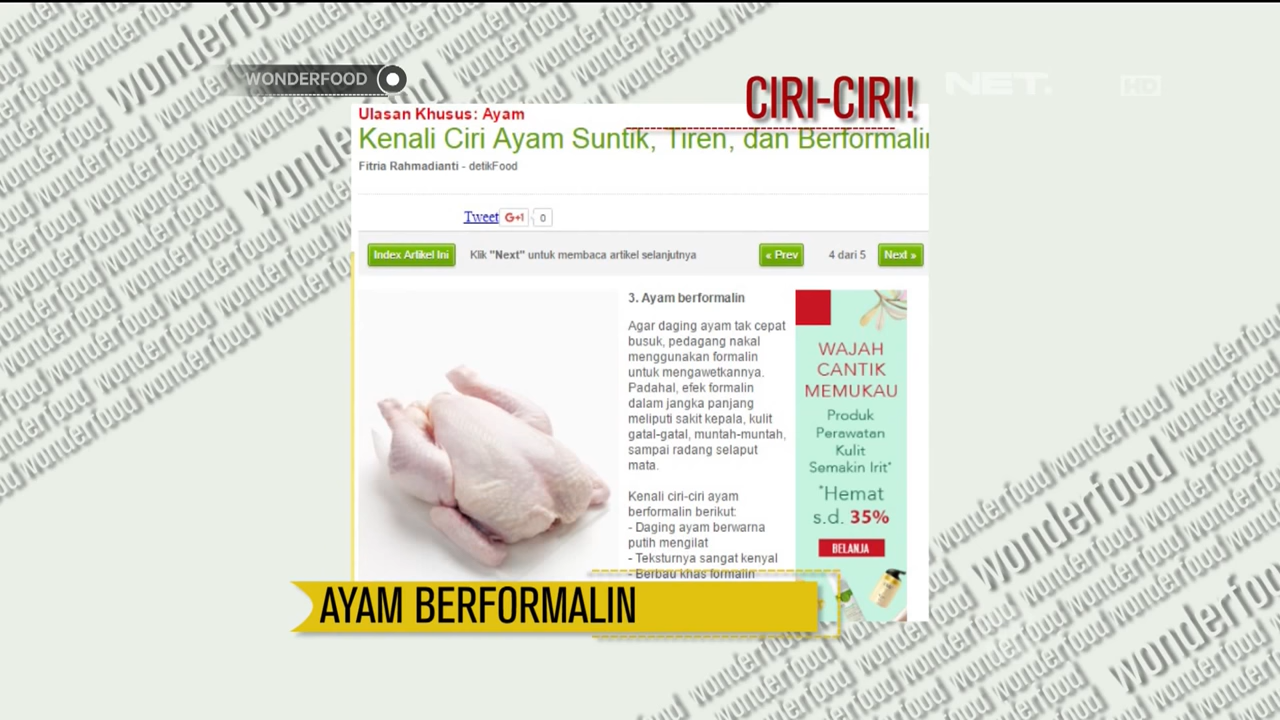 WONDERFOOD
NET.
HD
CIRI-CIRI!
Ulasan Khusus: Ayam
Kenali Ciri Ayam Suntik, Tiren, dan Berformalin
Fitria Rahmadianti - detikFood
Tweet G+1 0
Index Artikel Ini Klik "Next" untuk membaca artikel selanjutnya « Prev 4 dari 5 Next »
3. Ayam berformalin
Agar daging ayam tak cepat
busuk, pedagang nakal
menggunakan formalin
untuk mengawetkannya.
Padahal, efek formalin
dalam jangka panjang
meliputi sakit kepala, kulit
gatal-gatal, muntah-muntah,
sampai radang selaput
mata.
Kenali ciri-ciri ayam
berformalin berikut:
- Daging ayam berwarna
putih mengilat
- Teksturnya sangat kenyal
- Berbau khas formalin
WAJAH
CANTIK
MEMUKAU
Produk
Perawatan
Kulit
Semakin Irit*
*Hemat
s.d. 35%
BELANJA
AYAM BERFORMALIN
wonderfood